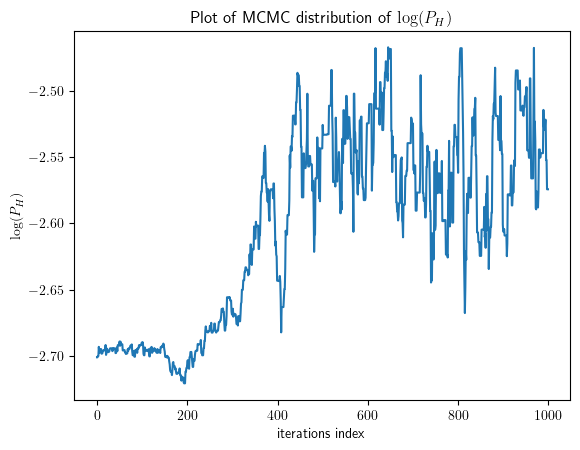 Plot of MCMC distribution of log(P_H)
log(P_H)
−2.50
−2.55
−2.60
−2.65
−2.70
0 200 400 600 800 1000
iterations index